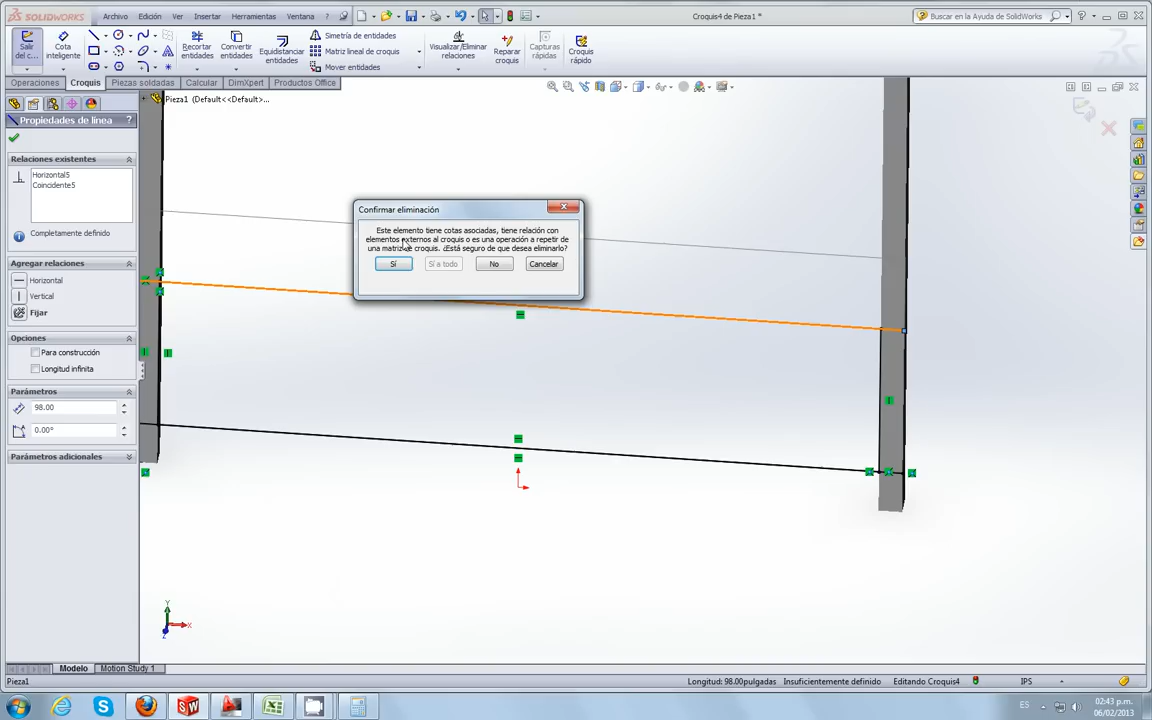 SOLIDWORKS
Archivo Edición Ver Insertar Herramientas Ventana ?
Croquis4 de Pieza1 *
Buscar en la Ayuda de SolidWorks
Salir del c...
Cota inteligente
Recortar entidades
Convertir entidades
Equidistanciar entidades
Simetría de entidades
Matriz lineal de croquis
Mover entidades
Visualizar/Eliminar relaciones
Reparar croquis
Capturas rápidas
Croquis rápido
Operaciones Croquis Piezas soldadas Calcular DimXpert Productos Office
Pieza1 (Default<<Default>...
Propiedades de línea ?
Relaciones existentes
Horizontal5
Coincidente5
Completamente definido
Agregar relaciones
Horizontal
Vertical
Fijar
Opciones
Para construcción
Longitud infinita
Parámetros
98.00
0.00°
Parámetros adicionales
Confirmar eliminación
Este elemento tiene cotas asociadas, tiene relación con
elementos externos al croquis o es una operación a repetir de
una matriz de croquis. ¿Está seguro de que desea eliminarlo?
Sí Sí a todo No Cancelar
Y
X
Z
Modelo Motion Study 1
Pieza1
Longitud: 98.00pulgadas Insuficientemente definido Editando Croquis4 IPS
ES
02:43 p.m.
06/02/2013